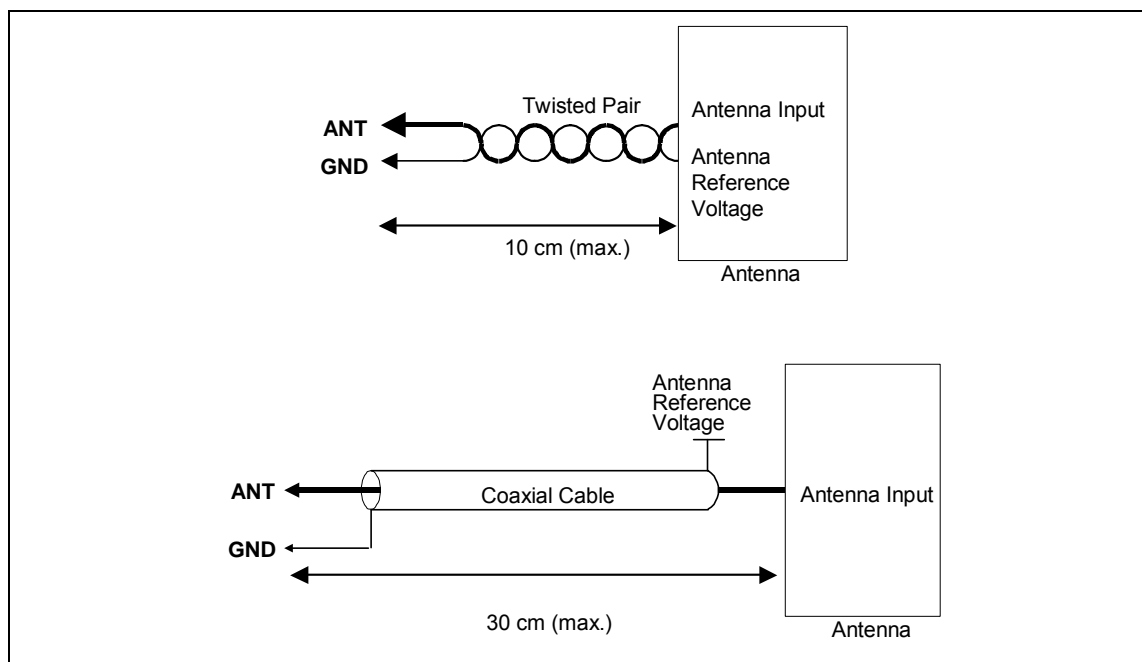 Twisted Pair
ANT
GND
Antenna Input
Antenna
Reference
Voltage
10 cm (max.)
Antenna
Antenna
Reference
Voltage
ANT
Coaxial Cable
Antenna Input
GND
30 cm (max.)
Antenna